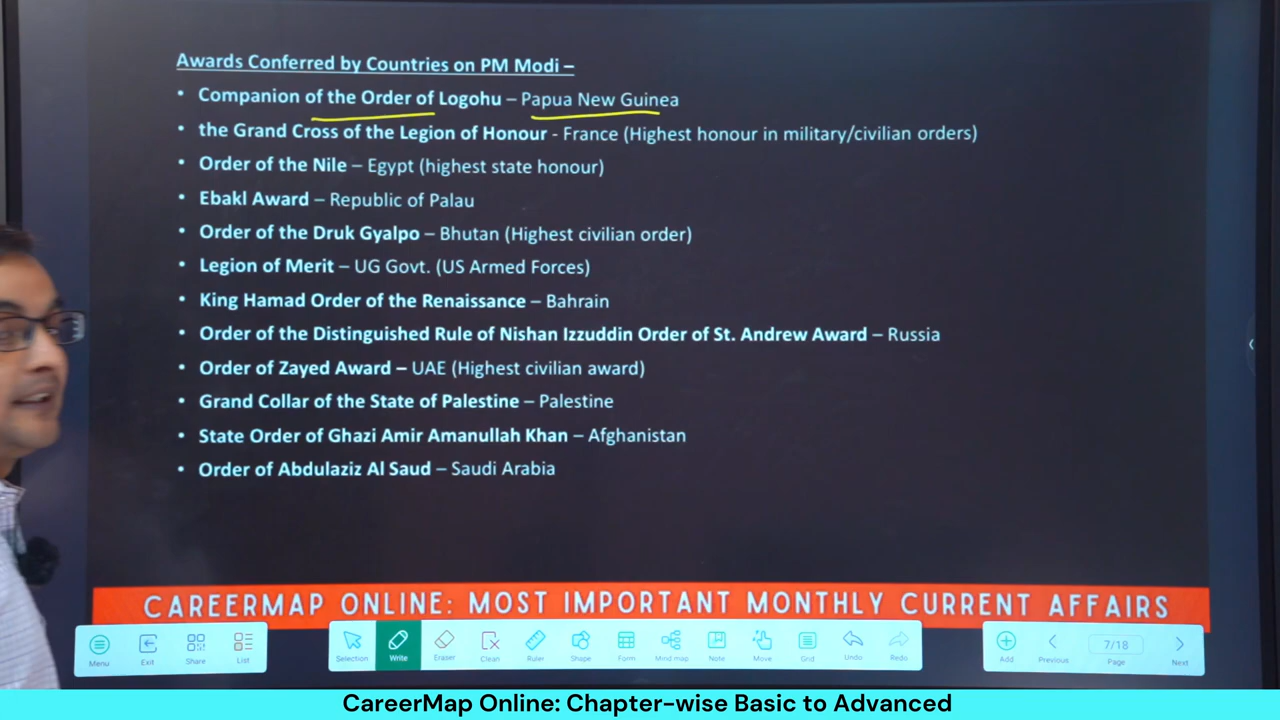 Awards Conferred by Countries on PM Modi –
• Companion of the Order of Logohu – Papua New Guinea
• the Grand Cross of the Legion of Honour - France (Highest honour in military/civilian orders)
• Order of the Nile – Egypt (highest state honour)
• Ebakl Award – Republic of Palau
• Order of the Druk Gyalpo – Bhutan (Highest civilian order)
• Legion of Merit – UG Govt. (US Armed Forces)
• King Hamad Order of the Renaissance – Bahrain
• Order of the Distinguished Rule of Nishan Izzuddin Order of St. Andrew Award – Russia
• Order of Zayed Award – UAE (Highest civilian award)
• Grand Collar of the State of Palestine – Palestine
• State Order of Ghazi Amir Amanullah Khan – Afghanistan
• Order of Abdulaziz Al Saud – Saudi Arabia
CAREERMAP ONLINE: MOST IMPORTANT MONTHLY CURRENT AFFAIRS
Menu Exit Share List Selection Write Eraser Clean Ruler Shape Form Mind map Note Move Grid Undo Redo Add Previous 7/18 Page Next
CareerMap Online: Chapter-wise Basic to Advanced